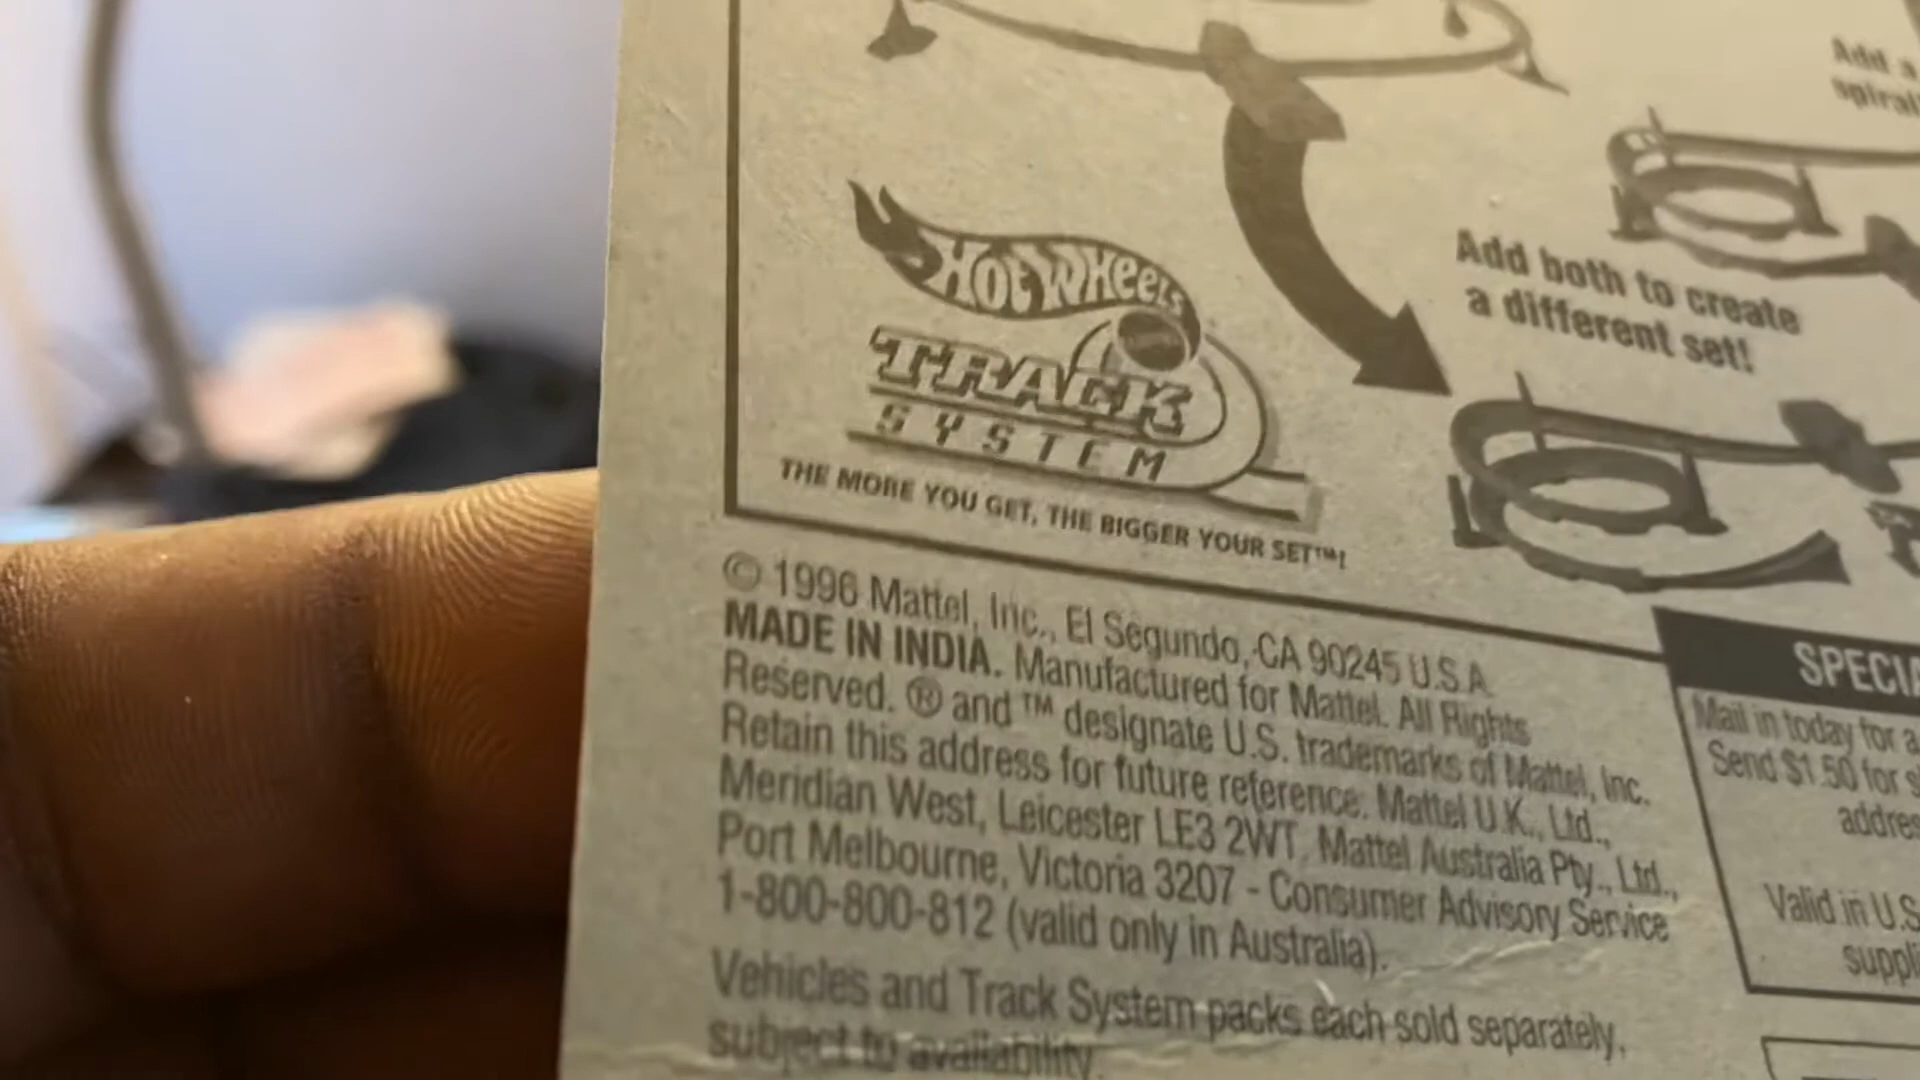 Add a
spiral
Add both to create
a different set!
HOT WHEELS
TRACK
SYSTEM
THE MORE YOU GET, THE BIGGER YOUR SET™!
© 1996 Mattel, Inc., El Segundo, CA 90245 U.S.A.
MADE IN INDIA. Manufactured for Mattel. All Rights
Reserved. ® and ™ designate U.S. trademarks of Mattel, Inc.
Retain this address for future reference: Mattel U.K., Ltd.,
Meridian West, Leicester LE3 2WT. Mattel Australia Pty., Ltd.,
Port Melbourne, Victoria 3207 - Consumer Advisory Service
1-800-800-812 (valid only in Australia).
Vehicles and Track System packs each sold separately,
subject to availability.
SPECIA
Mail in today for a
Send $1.50 for s
addres
Valid in U.S.
suppli